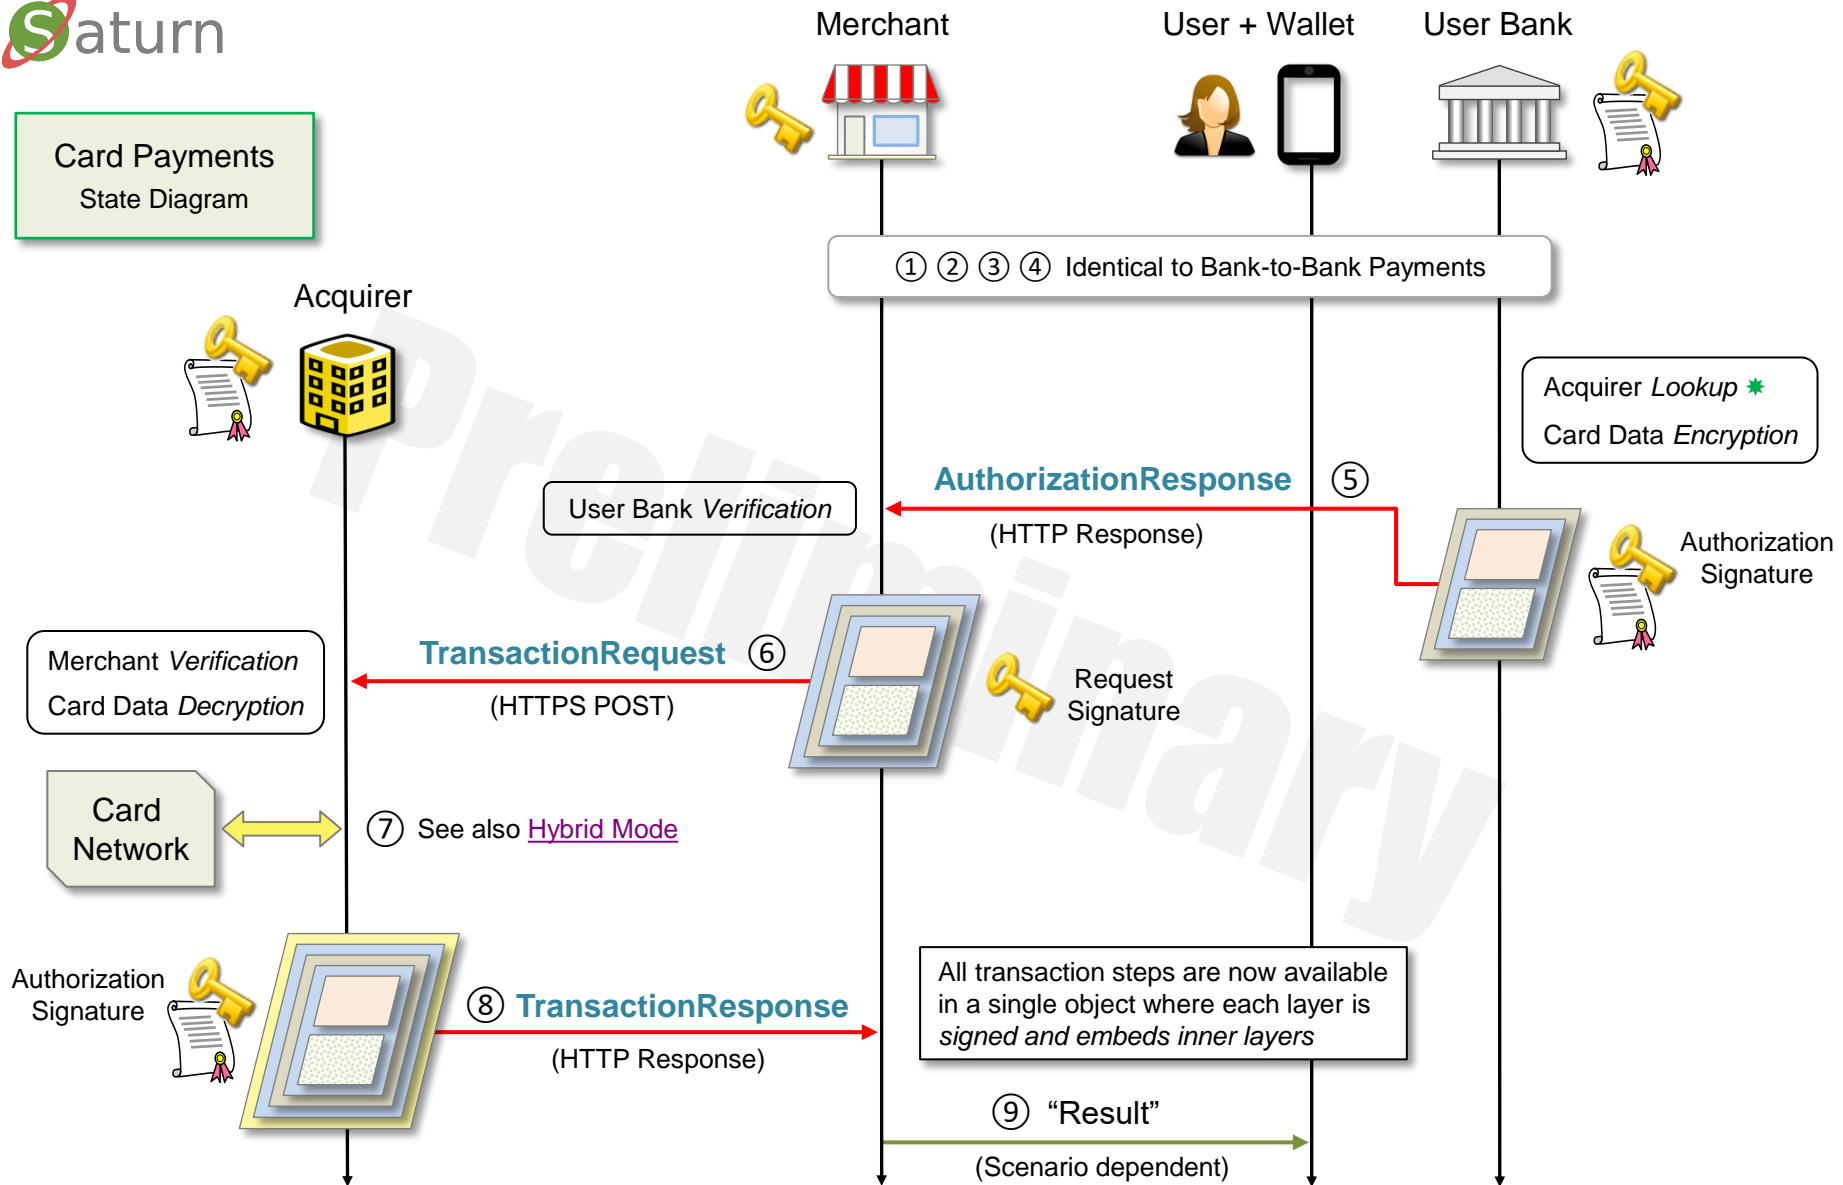 Saturn
Merchant
User + Wallet
User Bank
Card Payments
State Diagram
① ② ③ ④ Identical to Bank-to-Bank Payments
Acquirer
Acquirer Lookup ✷
Card Data Encryption
AuthorizationResponse ⑤
(HTTP Response)
User Bank Verification
Authorization
Signature
Merchant Verification
Card Data Decryption
TransactionRequest ⑥
(HTTPS POST)
Request
Signature
Card
Network
⑦ See also Hybrid Mode
Authorization
Signature
⑧ TransactionResponse
(HTTP Response)
All transaction steps are now available
in a single object where each layer is
signed and embeds inner layers
⑨ “Result”
(Scenario dependent)
Preliminary